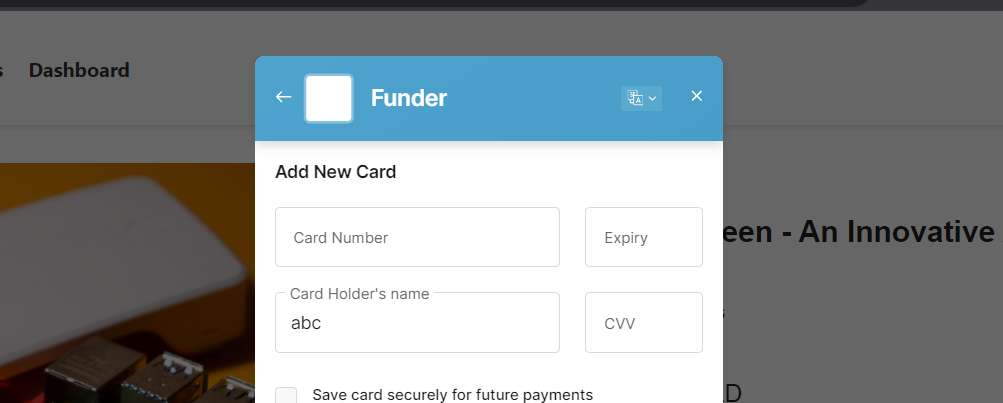 Dashboard
Funder
Add New Card
Card Number
Expiry
een - An Innovative
Card Holder's name
abc
CVV
Save card securely for future payments